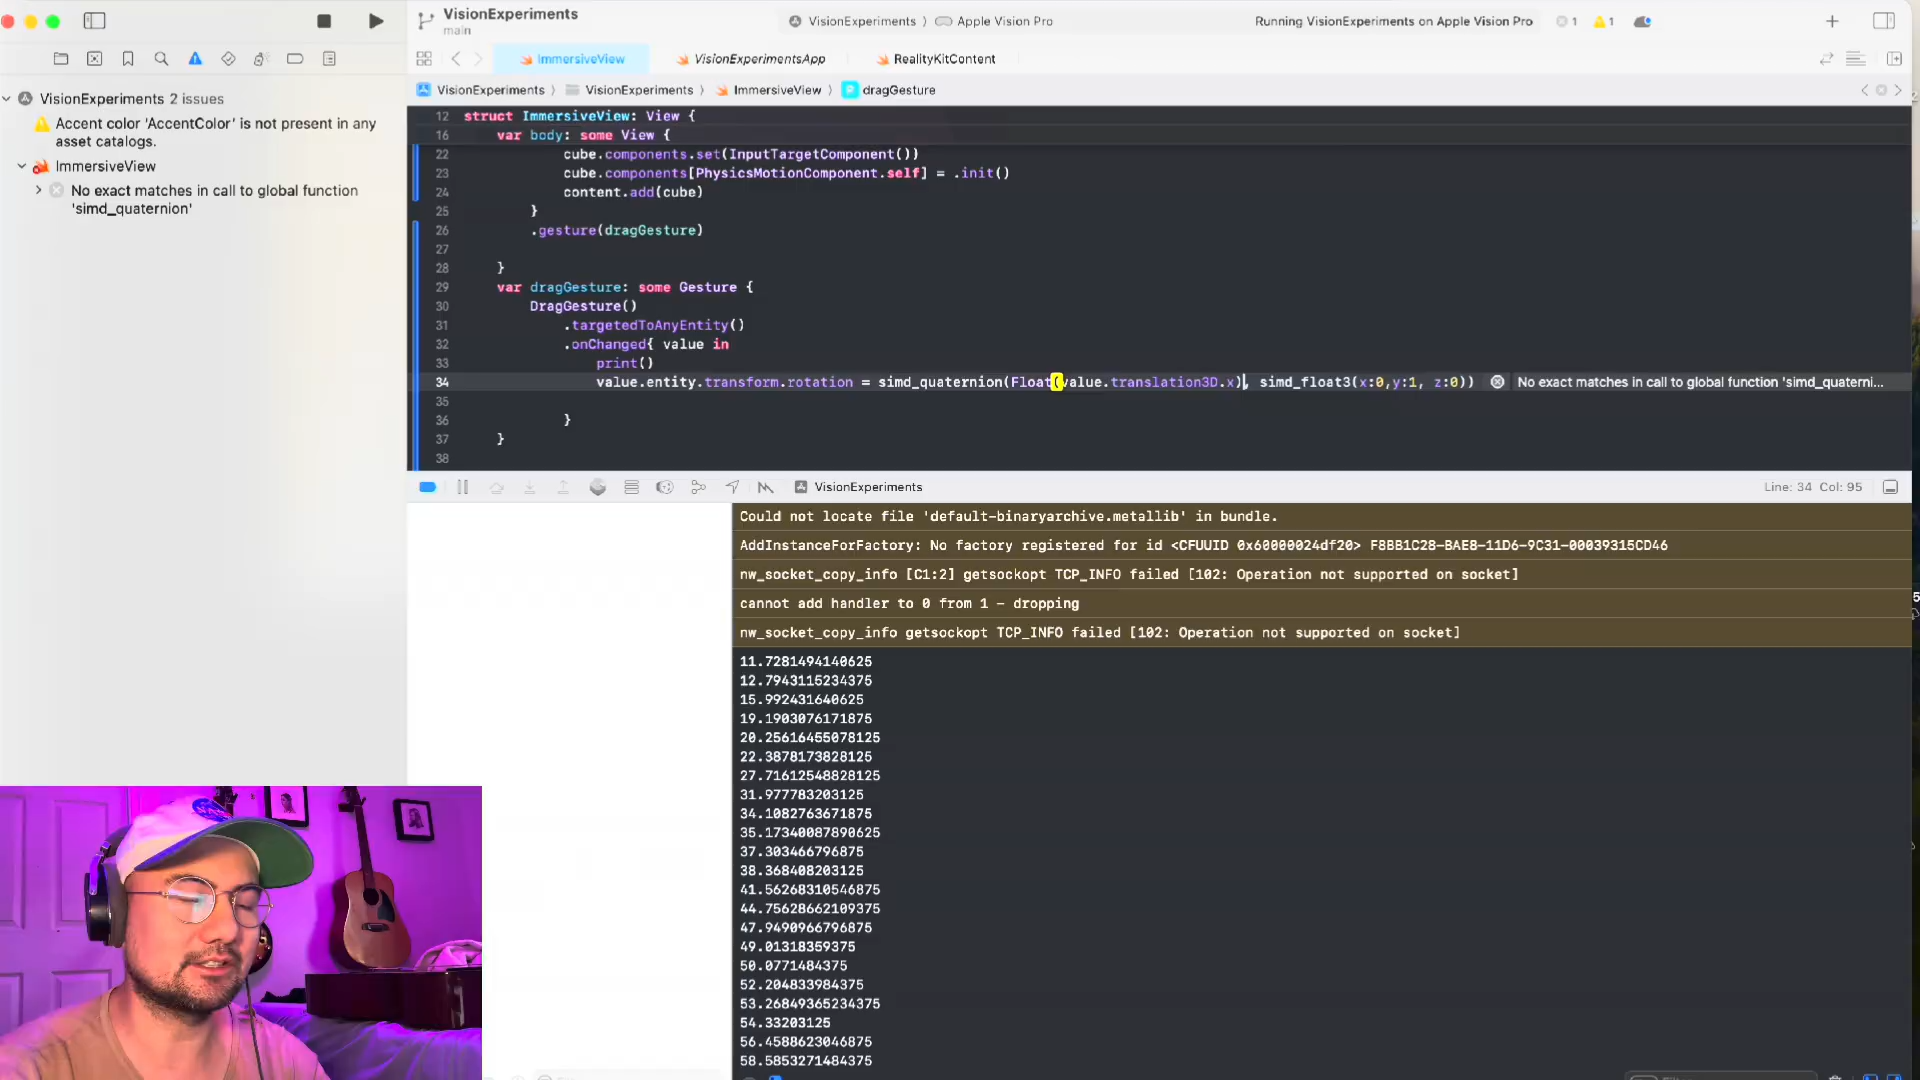 VisionExperiments
main
VisionExperiments 〉 Apple Vision Pro
Running VisionExperiments on Apple Vision Pro
1
1
ImmersiveView
VisionExperimentsApp
RealityKitContent
VisionExperiments 2 issues
Accent color 'AccentColor' is not present in any
asset catalogs.
ImmersiveView
No exact matches in call to global function
'simd_quaternion'
VisionExperiments 〉 VisionExperiments 〉 ImmersiveView 〉 dragGesture
12 struct ImmersiveView: View {
16 var body: some View {
22 cube.components.set(InputTargetComponent())
23 cube.components[PhysicsMotionComponent.self] = .init()
24 content.add(cube)
25 }
26 .gesture(dragGesture)
27
28 }
29 var dragGesture: some Gesture {
30 DragGesture()
31 .targetedToAnyEntity()
32 .onChanged{ value in
33 print()
34 value.entity.transform.rotation = simd_quaternion(Float(value.translation3D.x), simd_float3(x:0,y:1, z:0)) No exact matches in call to global function 'simd_quaterni...
35
36 }
37 }
38
VisionExperiments
Line: 34 Col: 95
Could not locate file 'default-binaryarchive.metallib' in bundle.
AddInstanceForFactory: No factory registered for id <CFUUID 0x60000024df20> F8BB1C28-BAE8-11D6-9C31-00039315CD46
nw_socket_copy_info [C1:2] getsockopt TCP_INFO failed [102: Operation not supported on socket]
cannot add handler to 0 from 1 - dropping
nw_socket_copy_info getsockopt TCP_INFO failed [102: Operation not supported on socket]
11.7281494140625
12.7943115234375
15.992431640625
19.1903076171875
20.25616455078125
22.3878173828125
27.71612548828125
31.977783203125
34.1082763671875
35.17340087890625
37.303466796875
38.368408203125
41.56268310546875
44.75628662109375
47.9490966796875
49.01318359375
50.0771484375
52.204833984375
53.26849365234375
54.33203125
56.4588623046875
58.5853271484375